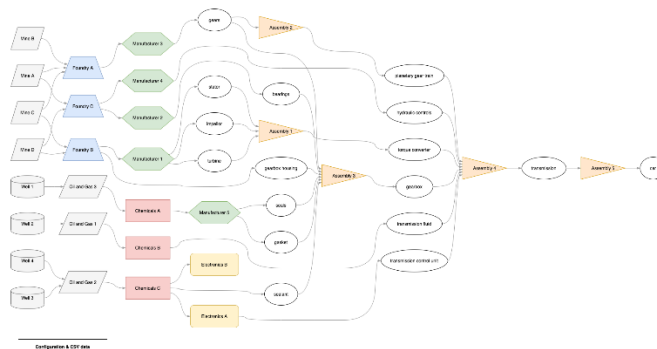 gears
Assembly 2
Mine B
Manufacturer 3
Foundry A
planetary gear train
Mine A
Manufacturer 4
stator
bearings
Foundry C
hydraulic controls
Mine C
Manufacturer 2
impeller
Assembly 1
torque converter
Mine D
Foundry B
Manufacturer 1
turbine
gearbox housing
Assembly 3
Assembly 4
transmission
Assembly 5
gearbox
Well 1
Oil and Gas 3
Chemicals A
Manufacturer 5
seals
Well 2
Oil and Gas 1
transmission fluid
Chemicals B
gasket
Well 4
Electronics B
transmission control unit
Oil and Gas 2
Chemicals C
sealant
Well 3
Electronics A
Configuration & CSV data